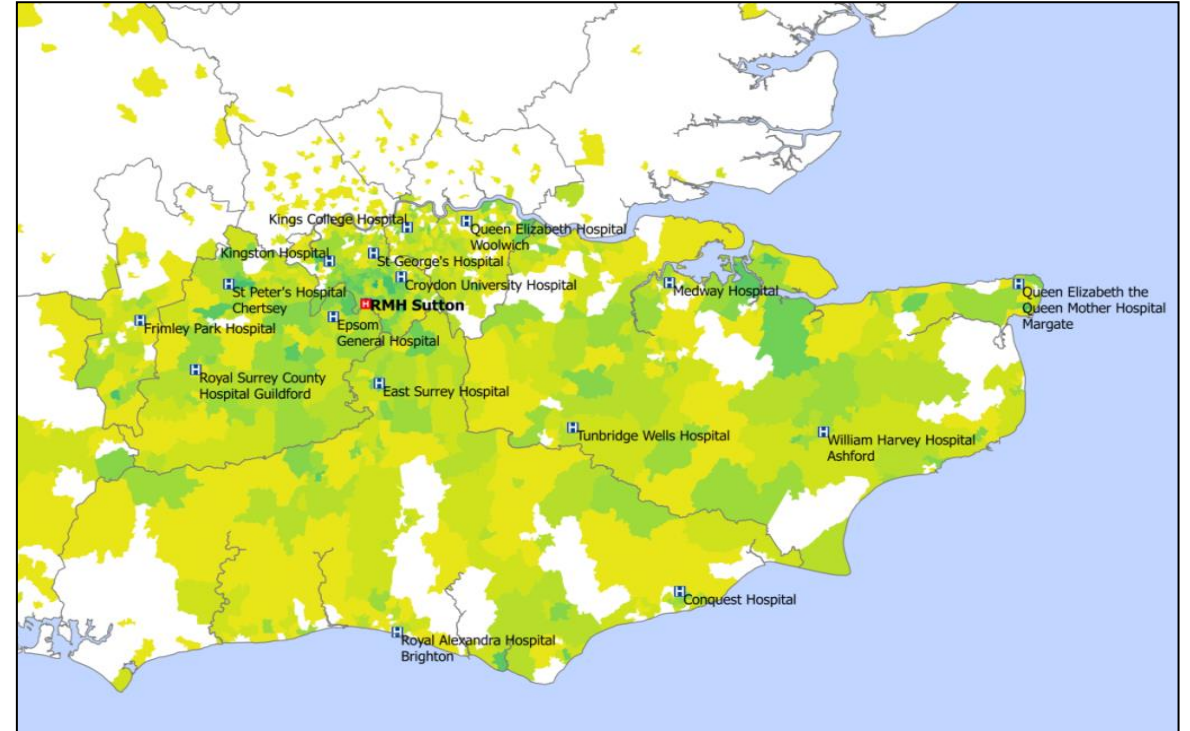 Kings College Hospital
Queen Elizabeth Hospital
Woolwich
Kingston Hospital
St George's Hospital
Croydon University Hospital
St Peter's Hospital
Chertsey
RMH Sutton
Medway Hospital
Queen Elizabeth the
Queen Mother Hospital
Margate
Frimley Park Hospital
Epsom
General Hospital
Royal Surrey County
Hospital Guildford
East Surrey Hospital
Tunbridge Wells Hospital
William Harvey Hospital
Ashford
Conquest Hospital
Royal Alexandra Hospital
Brighton